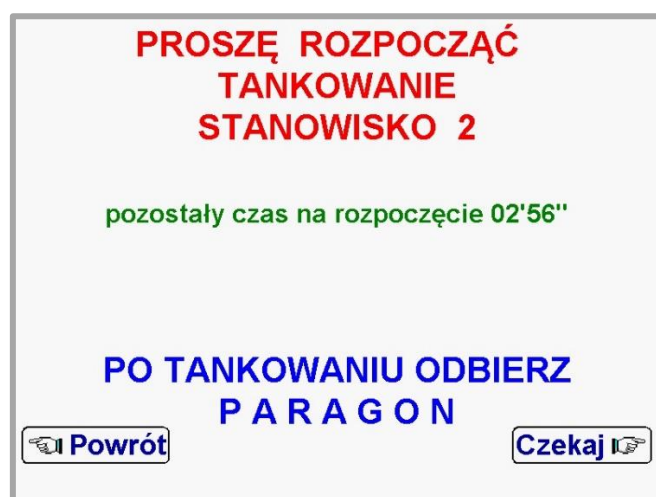 PROSZĘ ROZPOCZĄĆ
TANKOWANIE
STANOWISKO 2
pozostały czas na rozpoczęcie 02'56"
PO TANKOWANIU ODBIERZ
P A R A G O N
Powrót
Czekaj